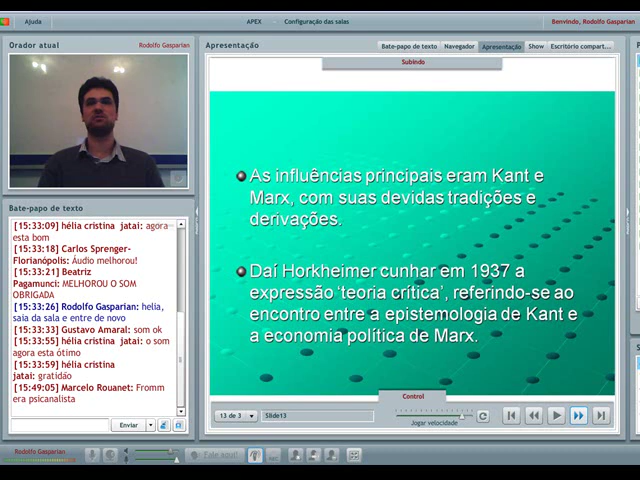 Ajuda
APEX - Configuração das salas
Benvindo, Rodolfo Gasparian
Orador atual
Rodolfo Gasparian
Apresentação
Bate-papo de texto
Navegador
Apresentação
Show
Escritório compart...
Subindo
As influências principais eram Kant e
Marx, com suas devidas tradições e
derivações.
Daí Horkheimer cunhar em 1937 a
expressão 'teoria crítica', referindo-se ao
encontro entre a epistemologia de Kant e
a economia política de Marx.
Bate-papo de texto
[15:33:09] hélia cristina jatai: agora
esta bom
[15:33:18] Carlos Sprenger-
Florianópolis: Áudio melhorou!
[15:33:21] Beatriz
Pagamunci: MELHOROU O SOM
OBRIGADA
[15:33:26] Rodolfo Gasparian: helia,
saia da sala e entre de novo
[15:33:33] Gustavo Amaral: som ok
[15:33:55] hélia cristina jatai: o som
agora esta ótimo
[15:33:59] hélia cristina
jatai: gratidão
[15:49:05] Marcelo Rouanet: Fromm
era psicanalista
Enviar
Control
13 de 3
Slide13
Jogar velocidade
Rodolfo Gasparian
Fale aqui!